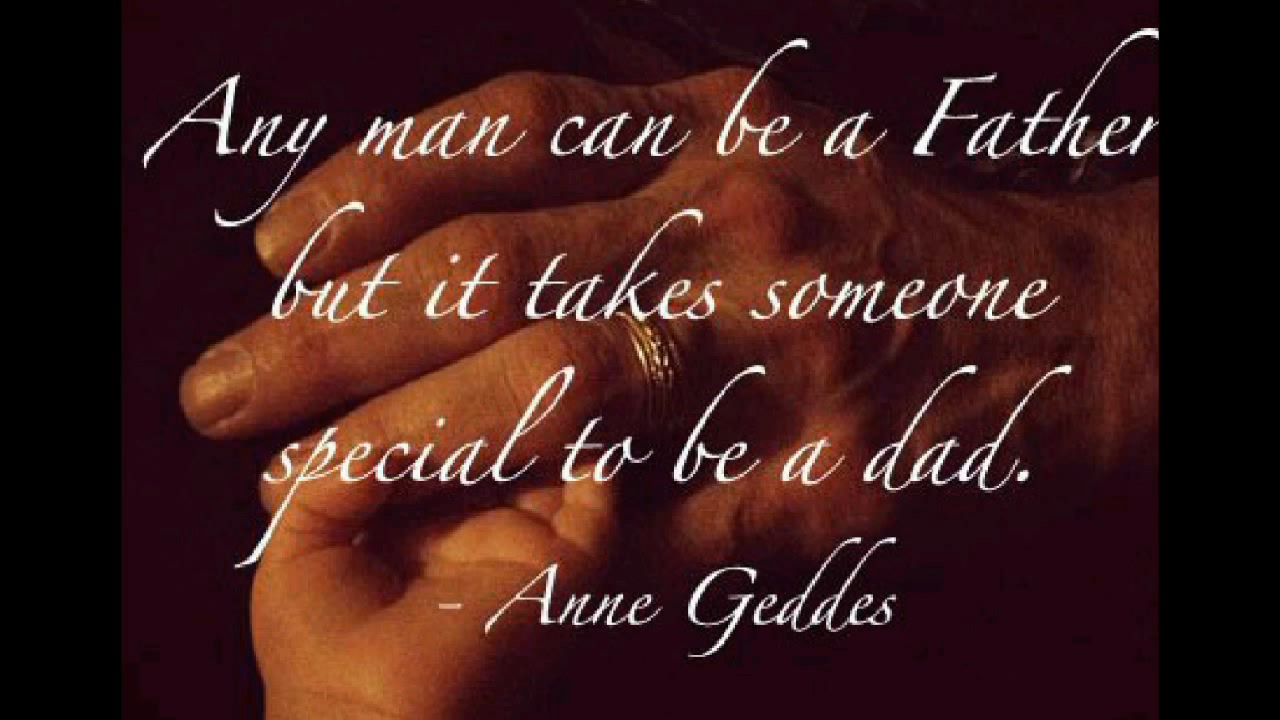 Any man can be a Father
but it takes someone
special to be a dad.
- Anne Geddes